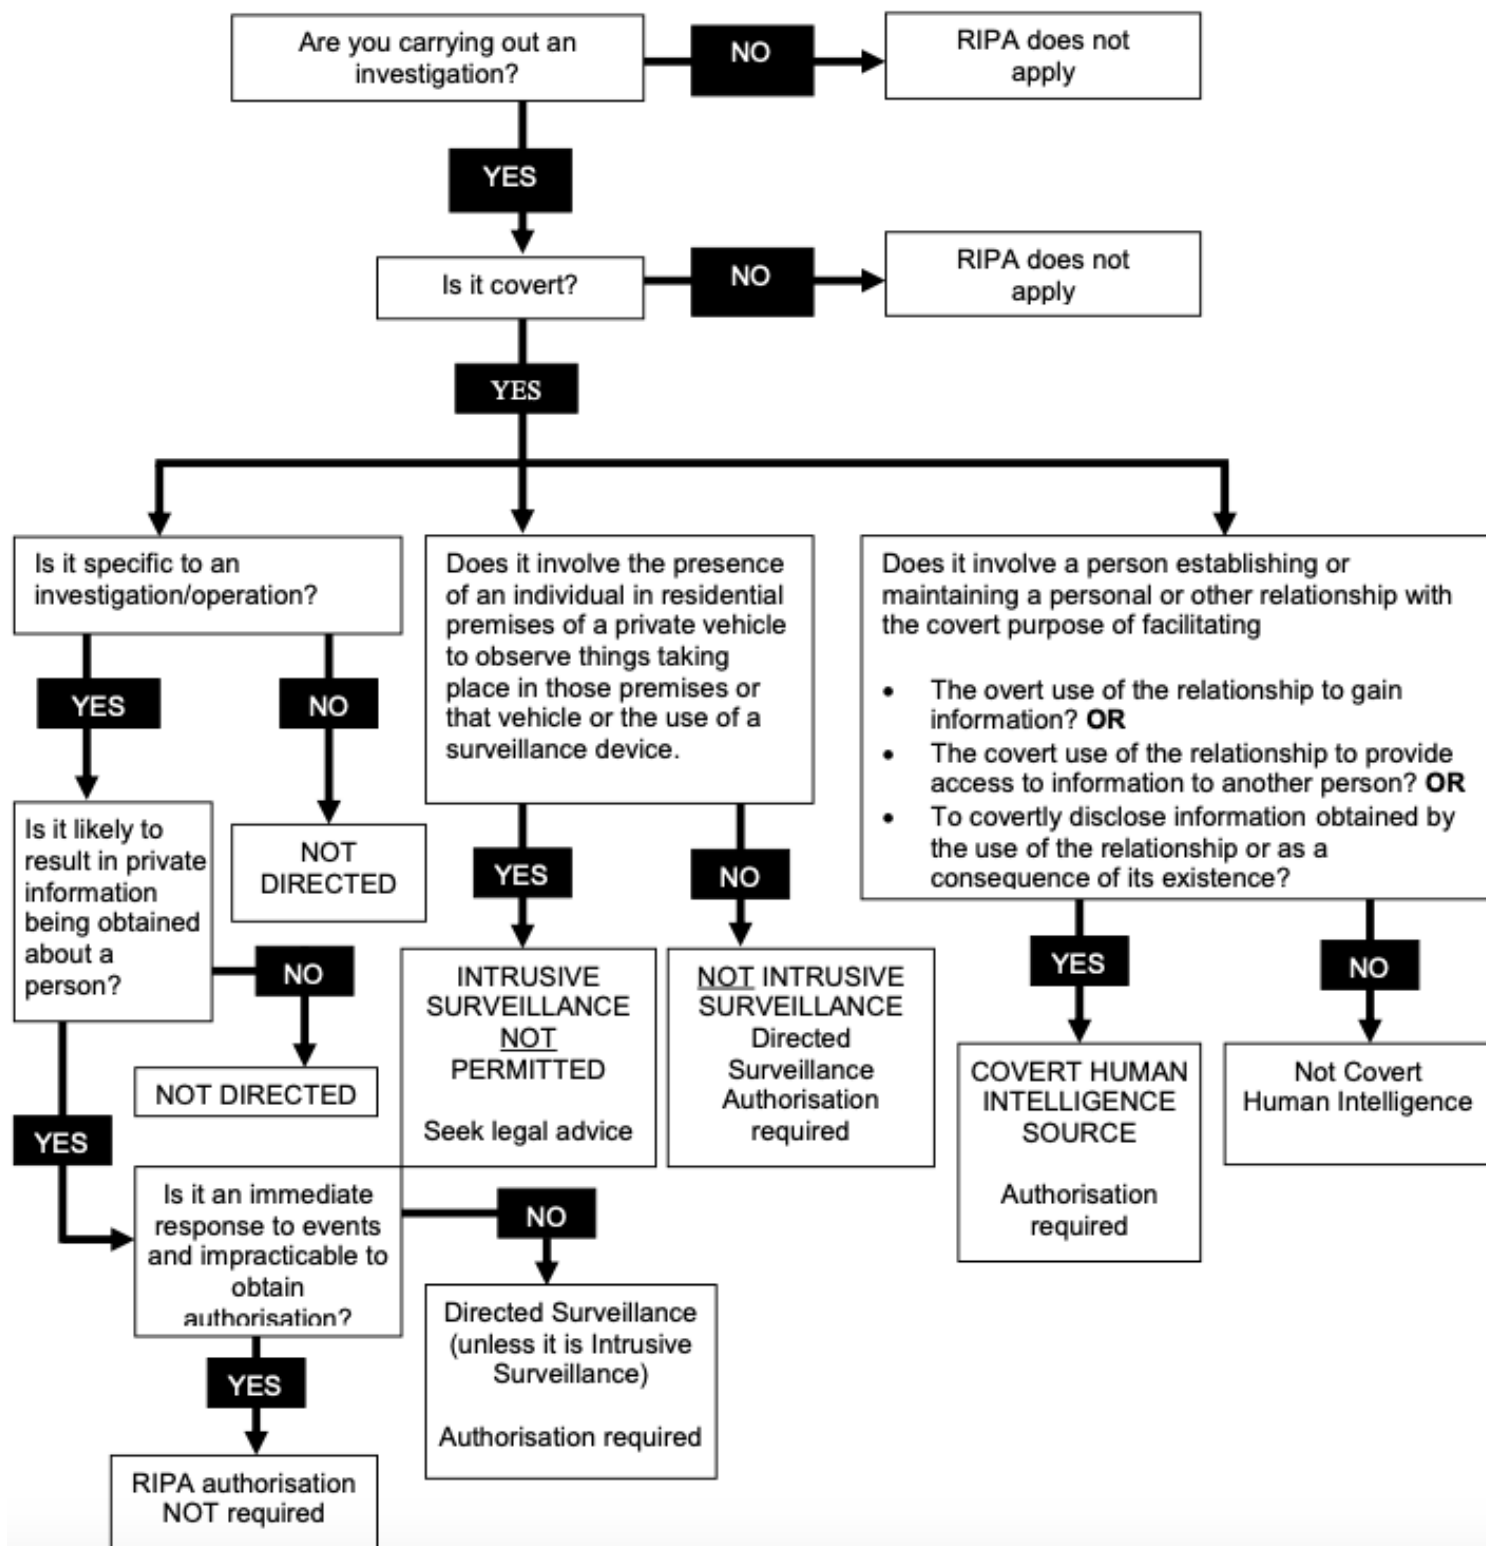 Are you carrying out an
investigation?
NO
RIPA does not
apply
YES
Is it covert?
NO
RIPA does not
apply
YES
Is it specific to an
investigation/operation?
YES
NO
NOT
DIRECTED
Is it likely to
result in private
information
being obtained
about a
person?
NO
NOT DIRECTED
YES
Is it an immediate
response to events
and impracticable to
obtain
authorisation?
NO
Directed Surveillance
(unless it is Intrusive
Surveillance)
Authorisation required
YES
RIPA authorisation
NOT required
Does it involve the presence
of an individual in residential
premises of a private vehicle
to observe things taking
place in those premises or
that vehicle or the use of a
surveillance device.
YES
INTRUSIVE
SURVEILLANCE
NOT
PERMITTED
Seek legal advice
NO
NOT INTRUSIVE
SURVEILLANCE
Directed
Surveillance
Authorisation
required
Does it involve a person establishing or
maintaining a personal or other relationship with
the covert purpose of facilitating
• The overt use of the relationship to gain
information? OR
• The covert use of the relationship to provide
access to information to another person? OR
• To covertly disclose information obtained by
the use of the relationship or as a
consequence of its existence?
YES
COVERT HUMAN
INTELLIGENCE
SOURCE
Authorisation
required
NO
Not Covert
Human Intelligence